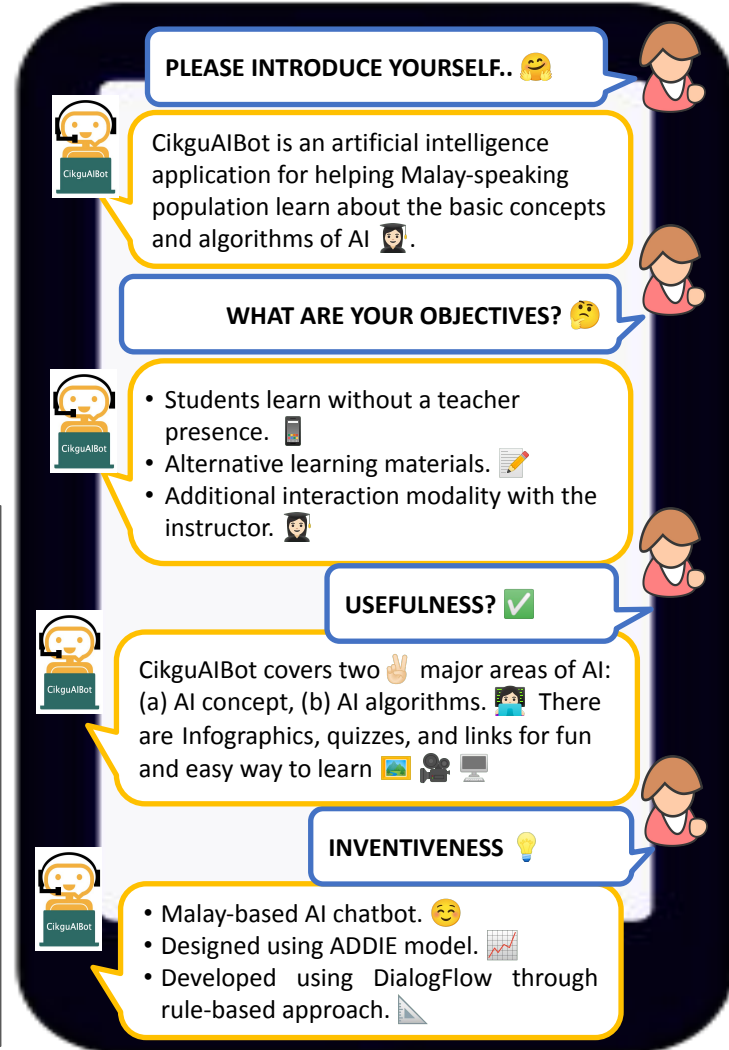 PLEASE INTRODUCE YOURSELF.. 🤗
CikguAIBot
CikguAIBot is an artificial intelligence
application for helping Malay-speaking
population learn about the basic concepts
and algorithms of AI 👩🏻‍🎓.
WHAT ARE YOUR OBJECTIVES? 🤔
CikguAIBot
• Students learn without a teacher
presence. 📱
• Alternative learning materials. 📝
• Additional interaction modality with the
instructor. 👩🏻‍🎓
USEFULNESS? ✅
CikguAIBot
CikguAIBot covers two ✌🏻 major areas of AI:
(a) AI concept, (b) AI algorithms. 👩🏻‍💻 There
are Infographics, quizzes, and links for fun
and easy way to learn 🖼️ 🎥 🖥️
INVENTIVENESS 💡
CikguAIBot
• Malay-based AI chatbot. ☺️
• Designed using ADDIE model. 📈
• Developed using DialogFlow through
rule-based approach. 📐